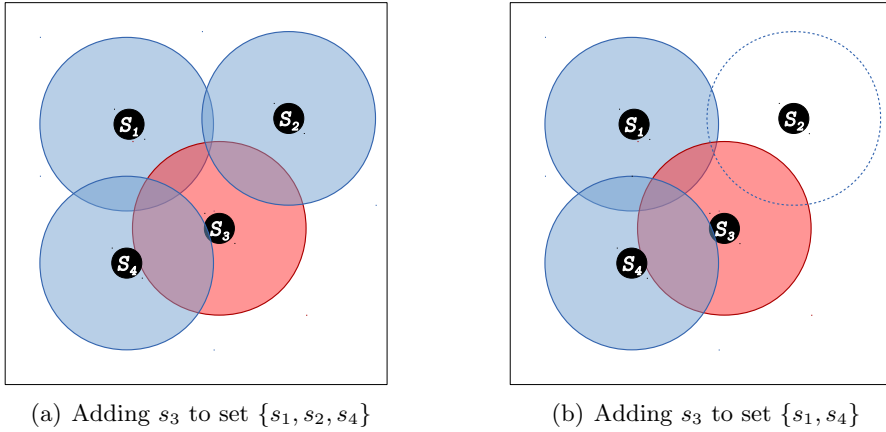 S₁ S₂ S₃ S₄
S₁ S₂ S₃ S₄
(a) Adding s₃ to set {s₁, s₂, s₄}
(b) Adding s₃ to set {s₁, s₄}